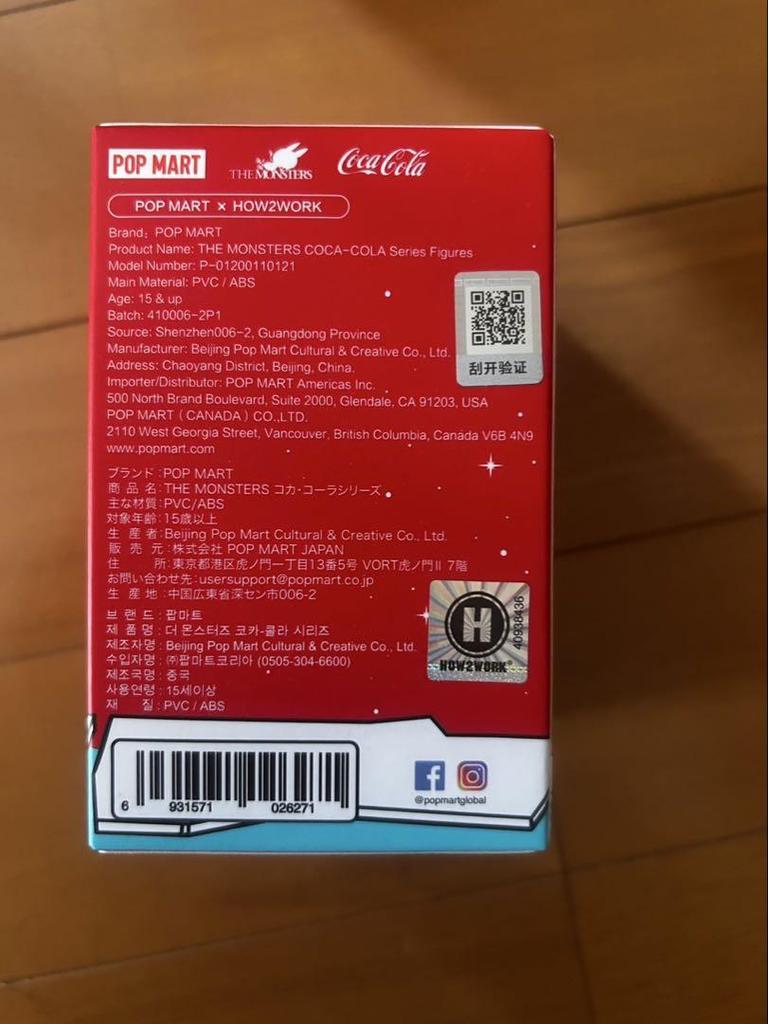 POP MART
THE MONSTERS
Coca-Cola
POP MART × HOW2WORK
Brand: POP MART
Product Name: THE MONSTERS COCA-COLA Series Figures
Model Number: P-01200110121
Main Material: PVC / ABS
Age: 15 & up
Batch: 410006-2P1
Source: Shenzhen006-2, Guangdong Province
Manufacturer: Beijing Pop Mart Cultural & Creative Co., Ltd.
Address: Chaoyang District, Beijing, China.
Importer/Distributor: POP MART Americas Inc.
500 North Brand Boulevard, Suite 2000, Glendale, CA 91203, USA
POP MART (CANADA) CO.,LTD.
2110 West Georgia Street, Vancouver, British Columbia, Canada V6B 4N9
www.popmart.com
刮开验证
ブランド:POP MART
商 品 名:THE MONSTERS コカ・コーラシリーズ
主な材質:PVC/ABS
対象年齢:15歳以上
生 産 者:Beijing Pop Mart Cultural & Creative Co., Ltd.
販 売 元:株式会社 POP MART JAPAN
住 所:東京都港区虎ノ門一丁目13番5号 VORT虎ノ門Ⅱ 7階
お問い合わせ先:usersupport@popmart.co.jp
生 産 地:中国広東省深セン市006-2
브 랜 드 : 팝마트
제 품 명 : 더 몬스터즈 코카-콜라 시리즈
제조자명 : Beijing Pop Mart Cultural & Creative Co., Ltd.
수입자명 : ㈜팝마트코리아 (0505-304-6600)
제조국명 : 중국
사용연령 : 15세이상
재 질 : PVC / ABS
H
HOW2WORK®
40938436
6 931571 026271
@popmartglobal